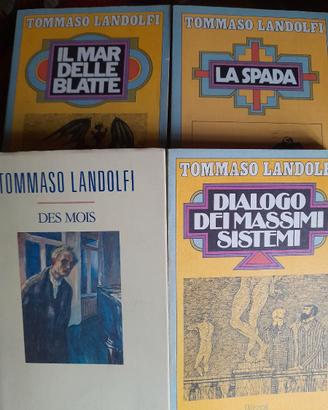 TOMMASO LANDOLFI
IL MAR
DELLE
BLATTE
TOMMASO LANDOLFI
LA SPADA
TOMMASO LANDOLFI
DES MOIS
TOMMASO LANDOLFI
DIALOGO
DEI MASSIMI
SISTEMI